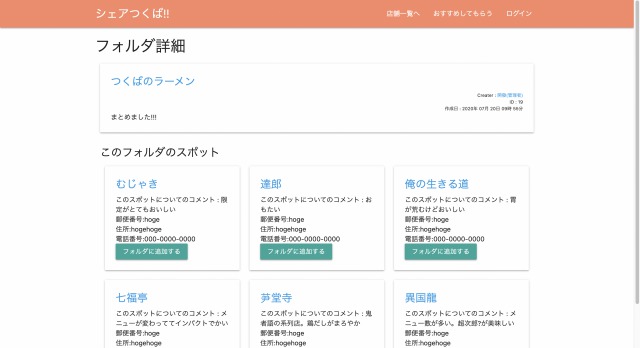 シェアつくば!!
店舗一覧へ
おすすめしてもらう
ログイン
フォルダ詳細
つくばのラーメン
Creator : 開発(管理者)
ID : 19
作成日 : 2020年 07月 20日 09時 56分
まとめました!!!
このフォルダのスポット
むじゃき
このスポットについてのコメント : 限
定がとてもおいしい
郵便番号:hoge
住所:hogehoge
電話番号:000-0000-0000
フォルダに追加する
達郎
このスポットについてのコメント : お
もたい
郵便番号:hoge
住所:hogehoge
電話番号:000-0000-0000
フォルダに追加する
俺の生きる道
このスポットについてのコメント : 胃
が荒むけどおいしい
郵便番号:hoge
住所:hogehoge
電話番号:000-0000-0000
フォルダに追加する
七福亭
このスポットについてのコメント : メ
ニューが変わっててインパクトでかい
郵便番号:hoge
住所:hogehoge
芛堂寺
このスポットについてのコメント : 鬼
者語の系列店。鶏だしがまろやか
郵便番号:hoge
住所:hogehoge
異国龍
このスポットについてのコメント : メ
ニュー数が多い。超次郎?が美味しい
郵便番号:hoge
住所:hogehoge